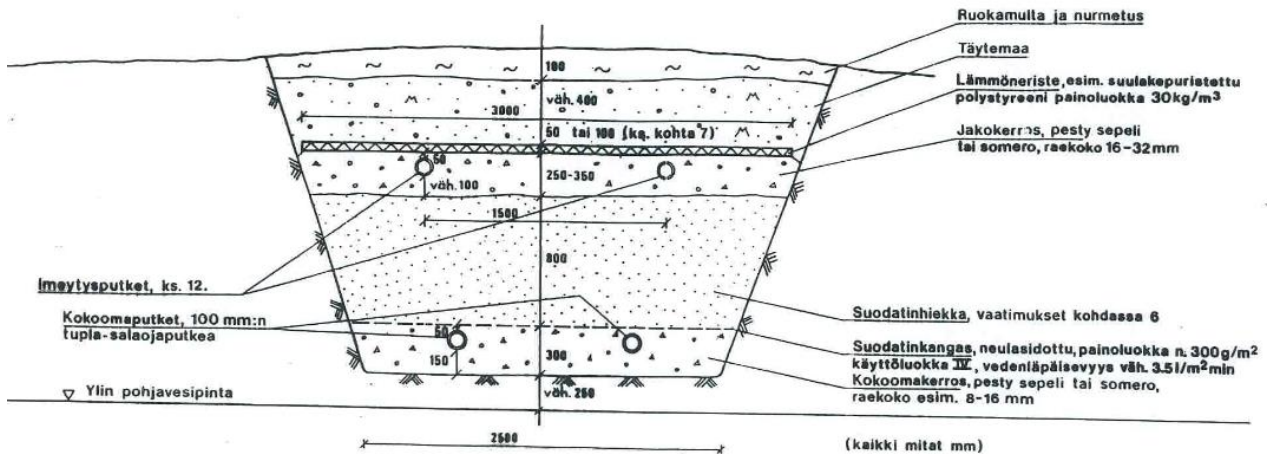 Ruokamulta ja nurmetus
Täytemaa
Lämmöneriste, esim. suulakepuristettu
polystyreeni painoluokka 30kg/m³
Jakokerros, pesty sepeli
tai somero, raekoko 16-32mm
100
väh. 400
3000
50 tai 100 (ks. kohta 7)
50
väh. 100
250-350
1500
800
Imeytysputket, ks. 12.
Kokoomaputket, 100 mm:n
tupla-salaojaputkea
50
150
300
väh. 250
Suodatinhiekka, vaatimukset kohdassa 6
Suodatinkangas, neulasidottu, painoluokka n. 300g/m²
käyttöluokka IV, vedenläpäisevyys väh. 3.5l/m²min
Kokoomakerros, pesty sepeli tai somero,
raekoko esim. 8-16 mm
Ylin pohjavesipinta
2500
(kaikki mitat mm)